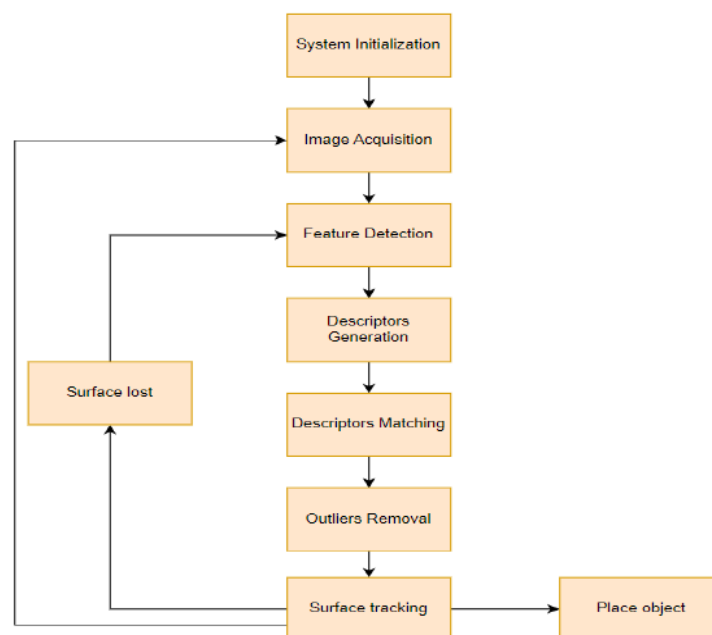 System Initialization
Image Acquisition
Feature Detection
Descriptors
Generation
Surface lost
Descriptors Matching
Outliers Removal
Surface tracking
Place object